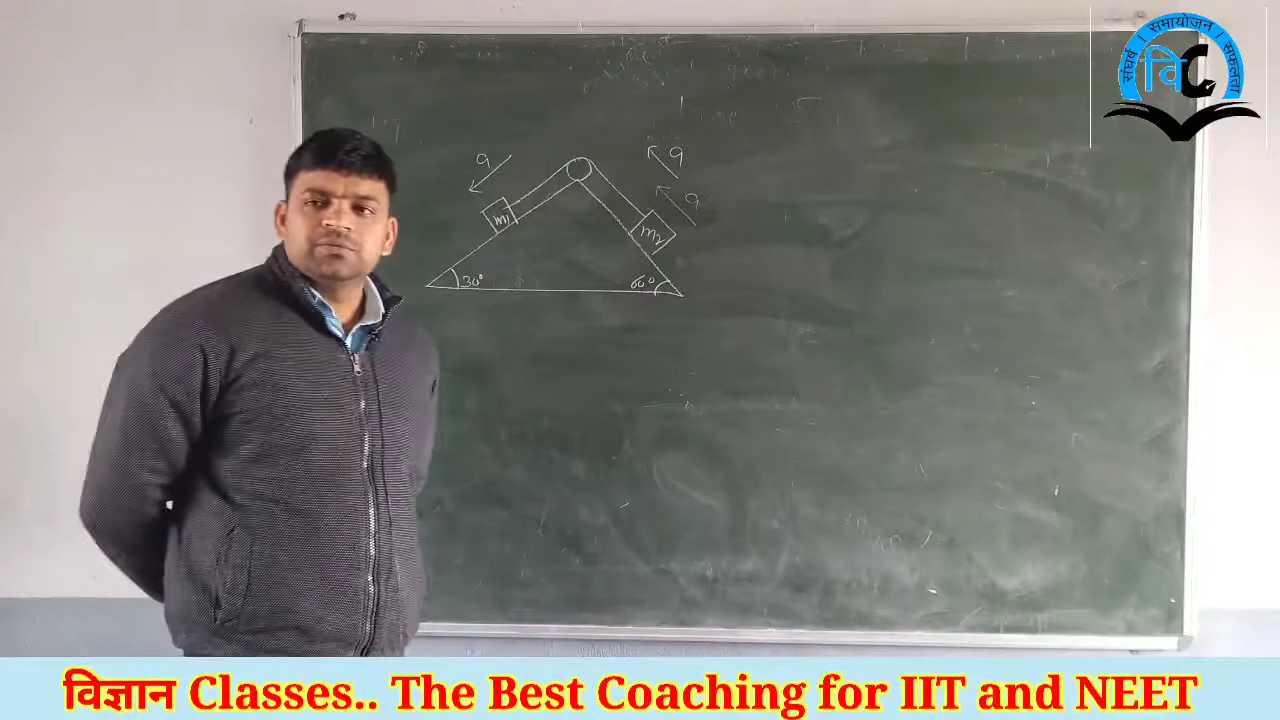 संघर्ष । समायोजन । सफलता
विC
a
a
a
m1
m2
30°
60°
विज्ञान Classes.. The Best Coaching for IIT and NEET